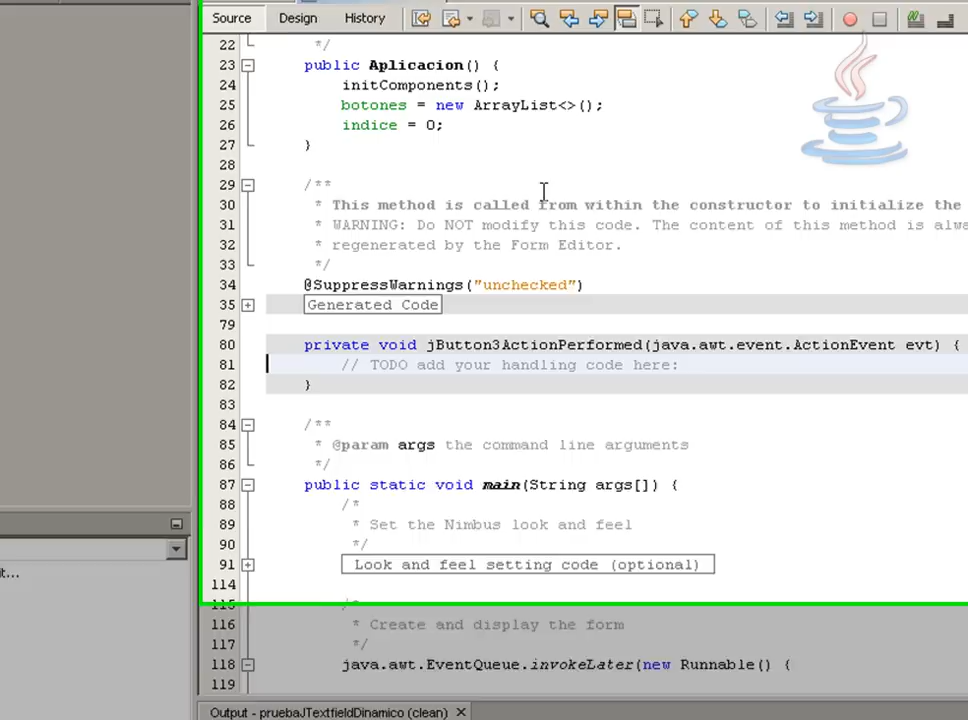 Source Design History
22 */
23 public Aplicacion() {
24 initComponents();
25 botones = new ArrayList<>();
26 indice = 0;
27 }
28
29 /**
30 * This method is called from within the constructor to initialize the
31 * WARNING: Do NOT modify this code. The content of this method is alwa
32 * regenerated by the Form Editor.
33 */
34 @SuppressWarnings("unchecked")
35 Generated Code
79
80 private void jButton3ActionPerformed(java.awt.event.ActionEvent evt) {
81 // TODO add your handling code here:
82 }
83
84 /**
85 * @param args the command line arguments
86 */
87 public static void main(String args[]) {
88 /*
89 * Set the Nimbus look and feel
90 */
91 Look and feel setting code (optional)
it...
114
115 /*
116 * Create and display the form
117 */
118 java.awt.EventQueue.invokeLater(new Runnable() {
119
Output - pruebaJTextfieldDinamico (clean)